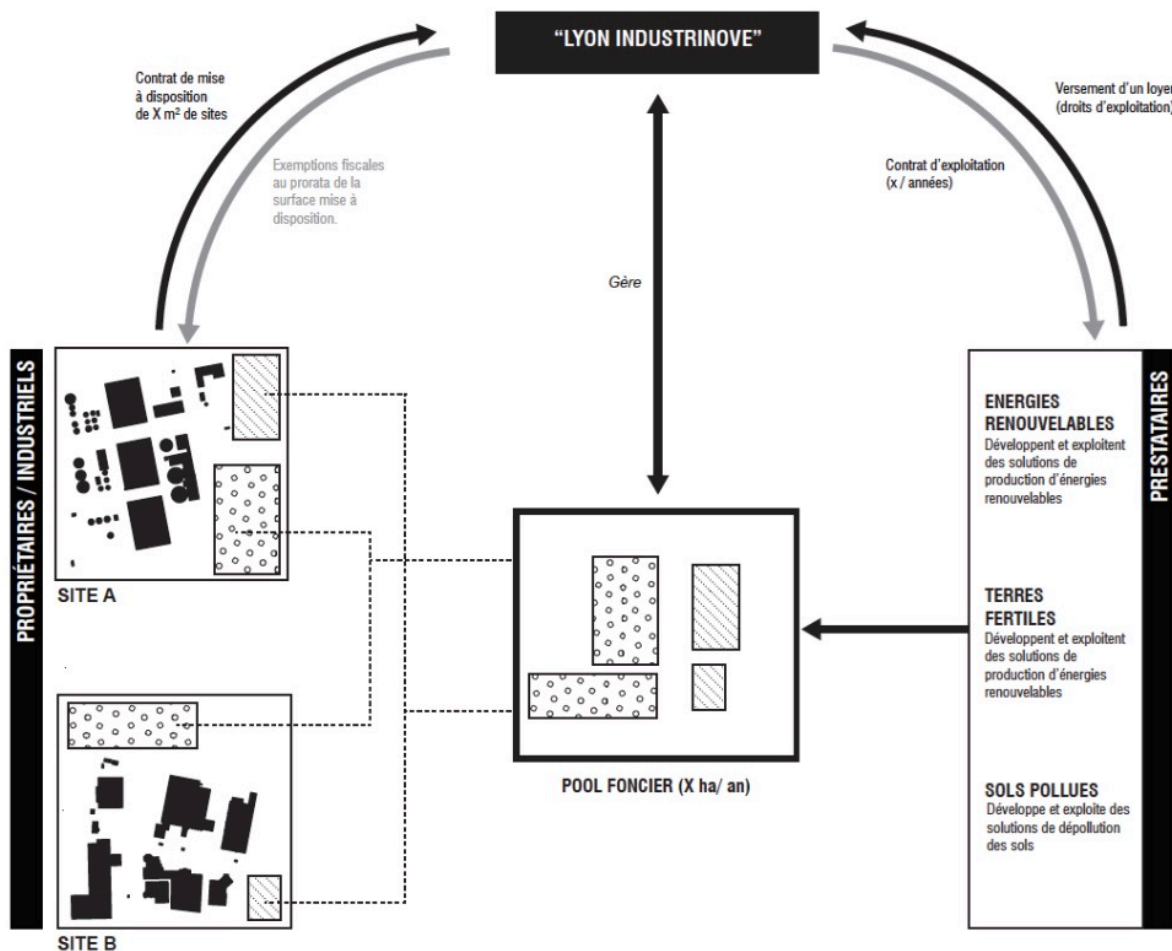 “LYON INDUSTRINOVE”
Contrat de mise
à disposition
de X m² de sites
Exemptions fiscales
au prorata de la
surface mise à
disposition.
Versement d’un loyer
(droits d’exploitation)
Contrat d’exploitation
(x / années)
Gère
PROPRIÉTAIRES / INDUSTRIELS
SITE A
SITE B
POOL FONCIER (X ha/ an)
ENERGIES
RENOUVELABLES
Développent et exploitent
des solutions de
production d’énergies
renouvelables
TERRES
FERTILES
Développent et exploitent
des solutions de
production d’énergies
renouvelables
SOLS POLLUES
Développe et exploite des
solutions de dépollution
des sols
PRESTATAIRES